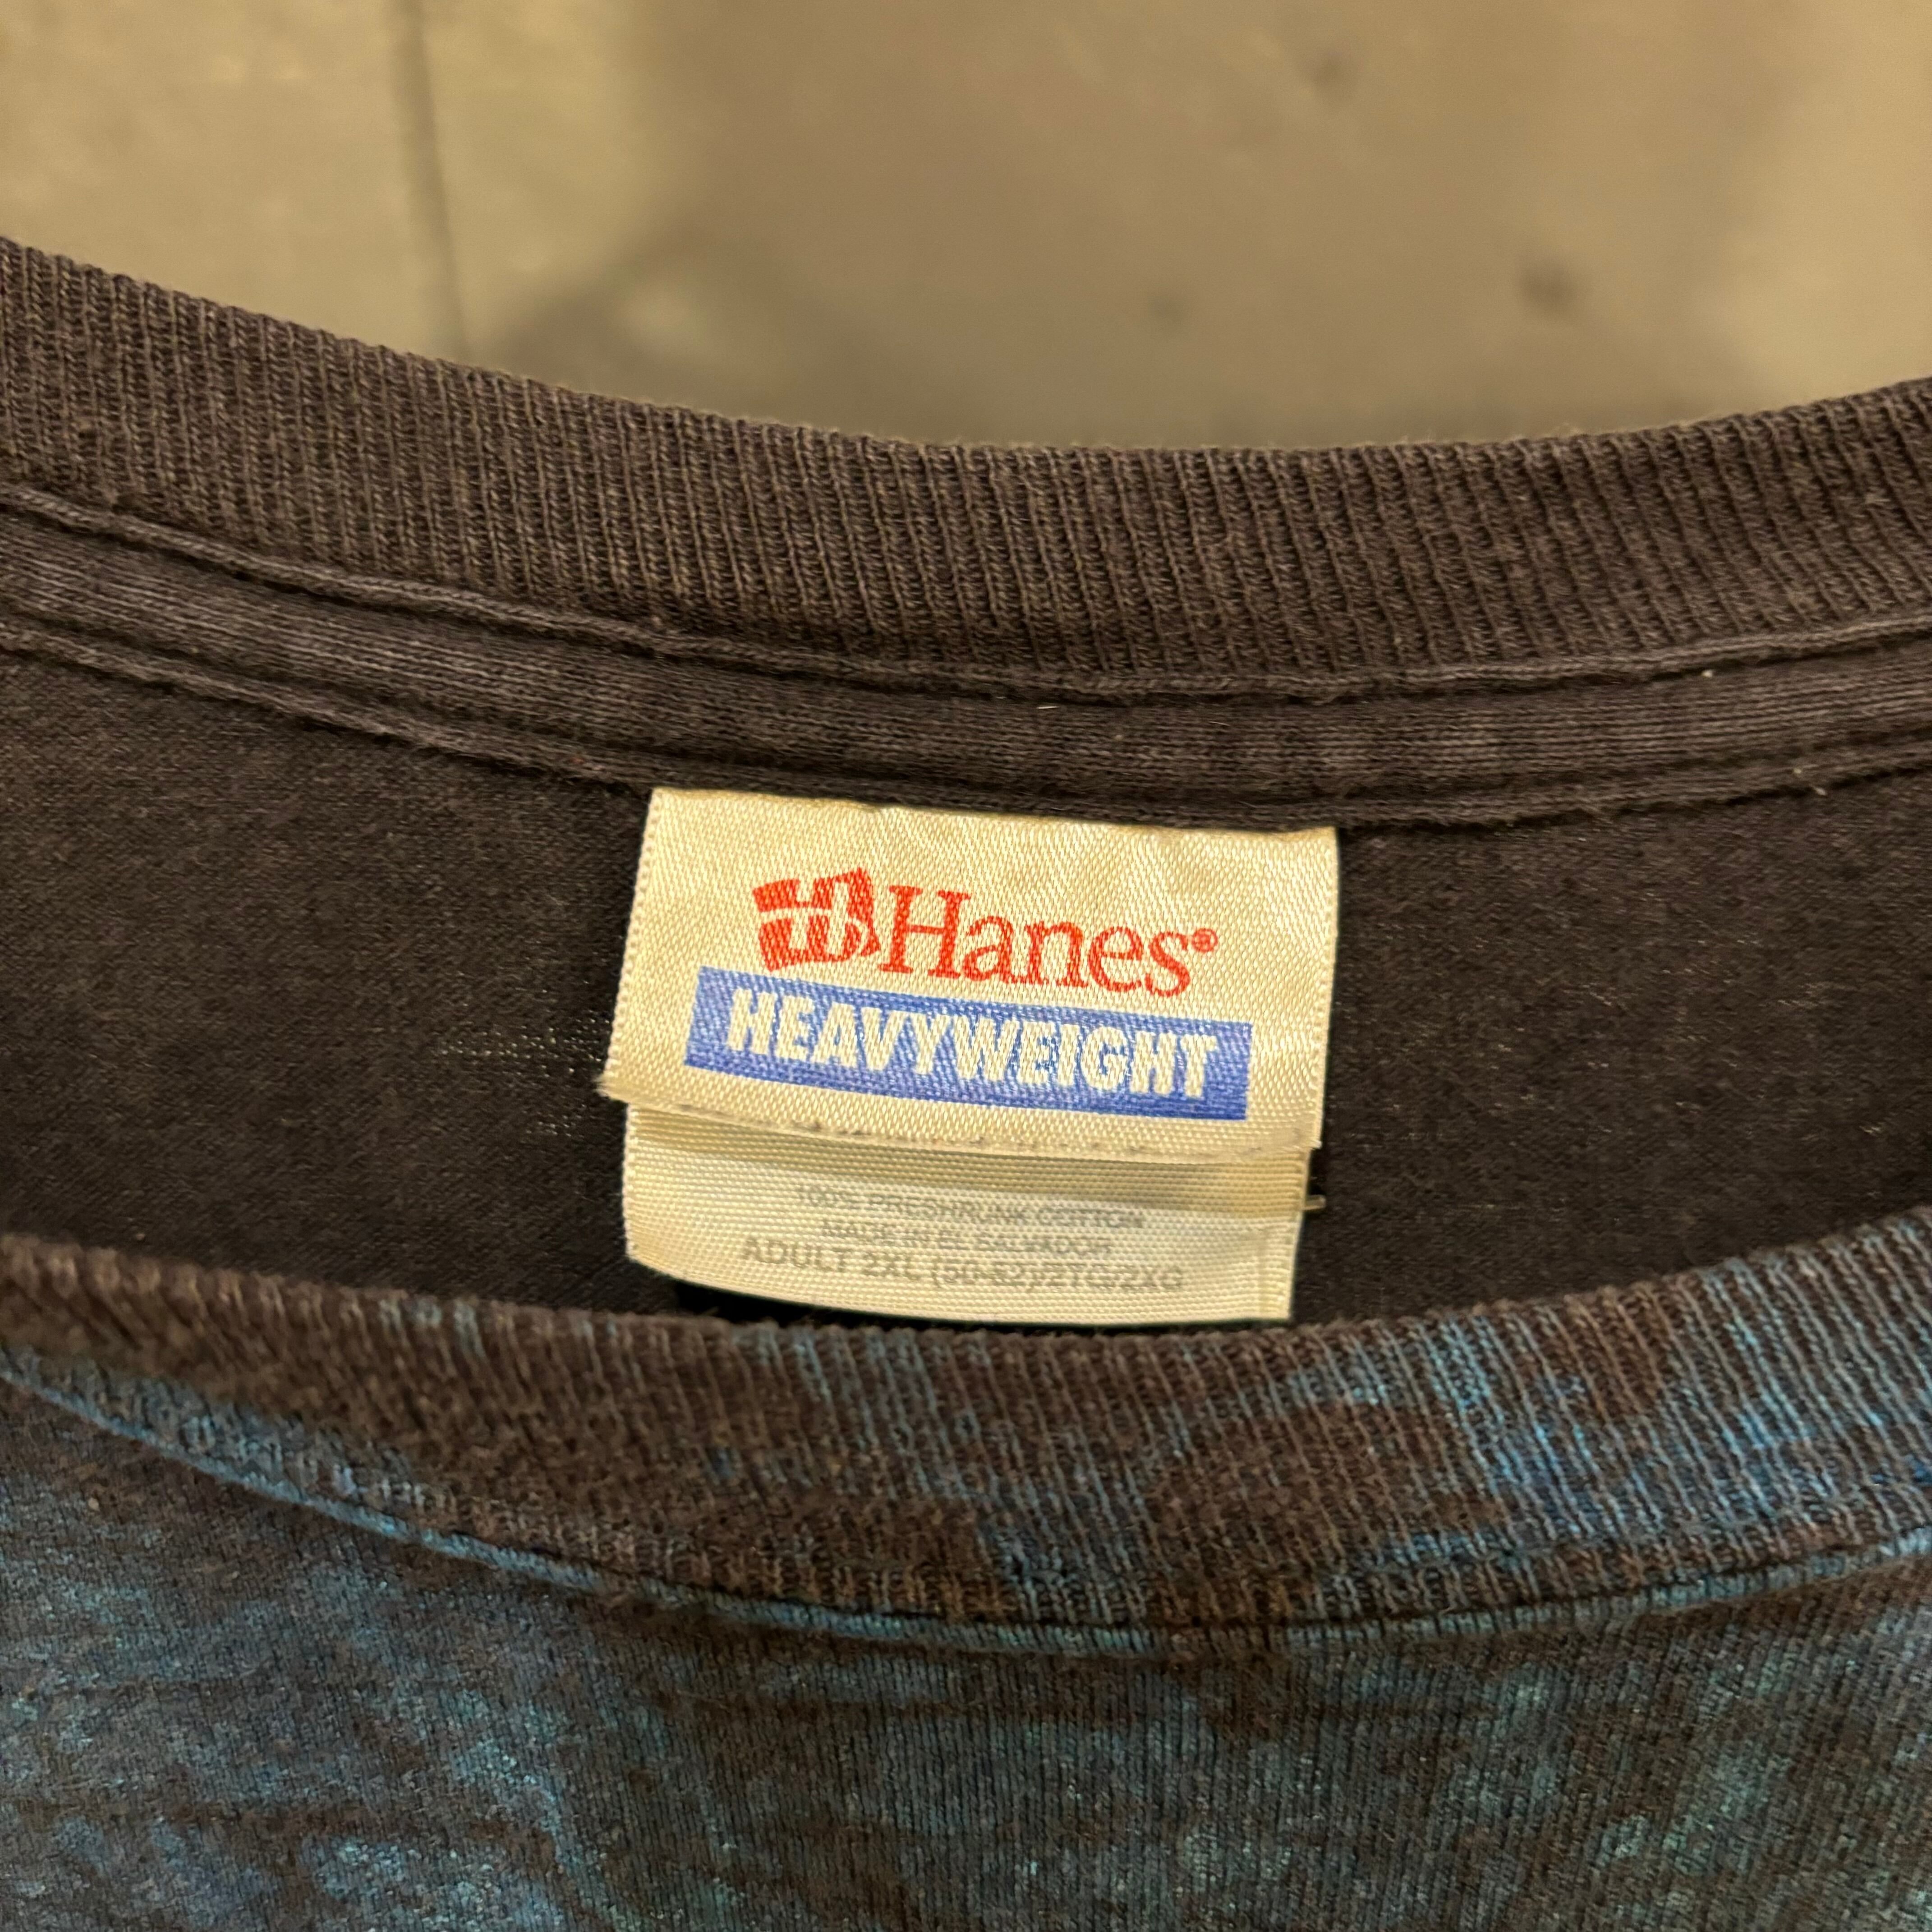 Hanes®
HEAVYWEIGHT
100% PRESHRUNK COTTON
MADE IN EL SALVADOR
ADULT 2XL (50-52)/2TG/2XG